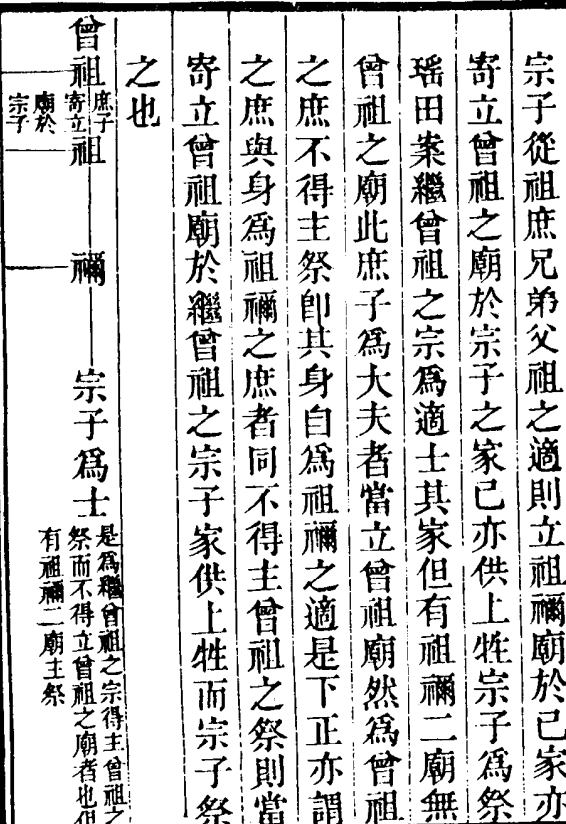 宗子從祖庶兄弟父祖之適則立祖禰廟於己家亦
寄立曾祖之廟於宗子之家己亦供上牲宗子爲祭
瑶田案繼曾祖之宗爲適士其家但有祖禰二廟無
曾祖之廟此庶子爲大夫者當立曾祖廟然爲曾祖
之庶不得主祭卽其身自爲祖禰之適是下正亦謂
之庶與身爲祖禰之庶者同不得主曾祖之祭則當
寄立曾祖廟於繼曾祖之宗子家供上牲而宗子祭
之也
曾祖
庶子
寄立
廟於
宗子
祖
禰
宗子爲士
是爲繼曾祖之宗得主曾祖之
祭而不得立曾祖之廟者也但
有祖禰二廟主祭